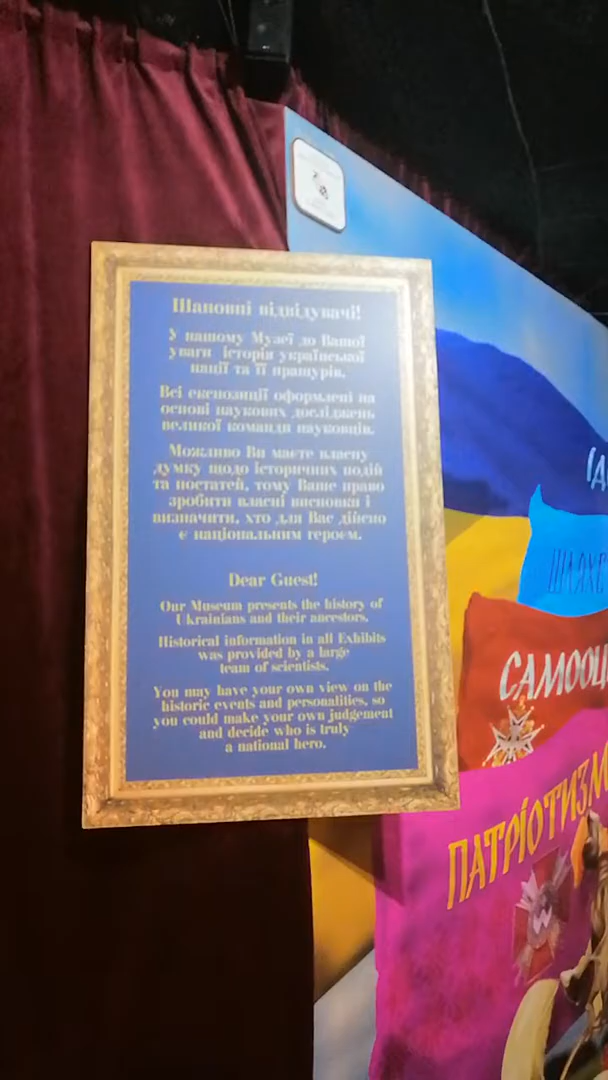 Шановні відвідувачі!
У нашому Музеї до Вашої
уваги історія української
нації та її пращурів.
Всі експозиції оформлені на
основі наукових досліджень
великої команди науковців.
Можливо Ви маєте власну
думку щодо історичних подій
та постатей, тому Ваше право
зробити власні висновки і
визначити, хто для Вас дійсно
є національним героєм.
Dear Guest!
Our Museum presents the history of
Ukrainians and their ancestors.
Historical information in all Exhibits
was provided by a large
team of scientists.
You may have your own view on the
historic events and personalities, so
you could make your own judgement
and decide who is truly
a national hero.
ПАТРІОТИЗМ